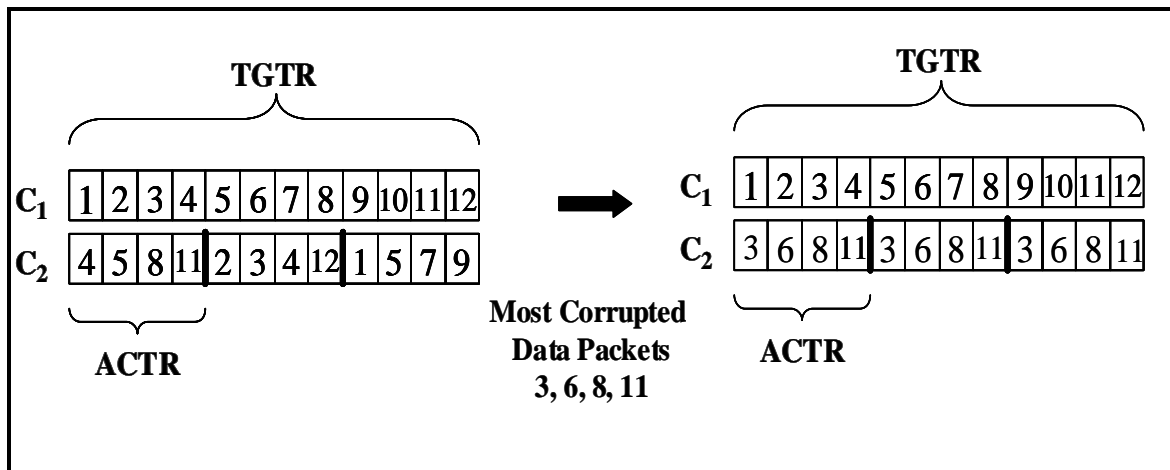 TGTR
C1 1 2 3 4 5 6 7 8 9 10 11 12
C2 4 5 8 11 2 3 4 12 1 5 7 9
ACTR
Most Corrupted
Data Packets
3, 6, 8, 11
TGTR
C1 1 2 3 4 5 6 7 8 9 10 11 12
C2 3 6 8 11 3 6 8 11 3 6 8 11
ACTR